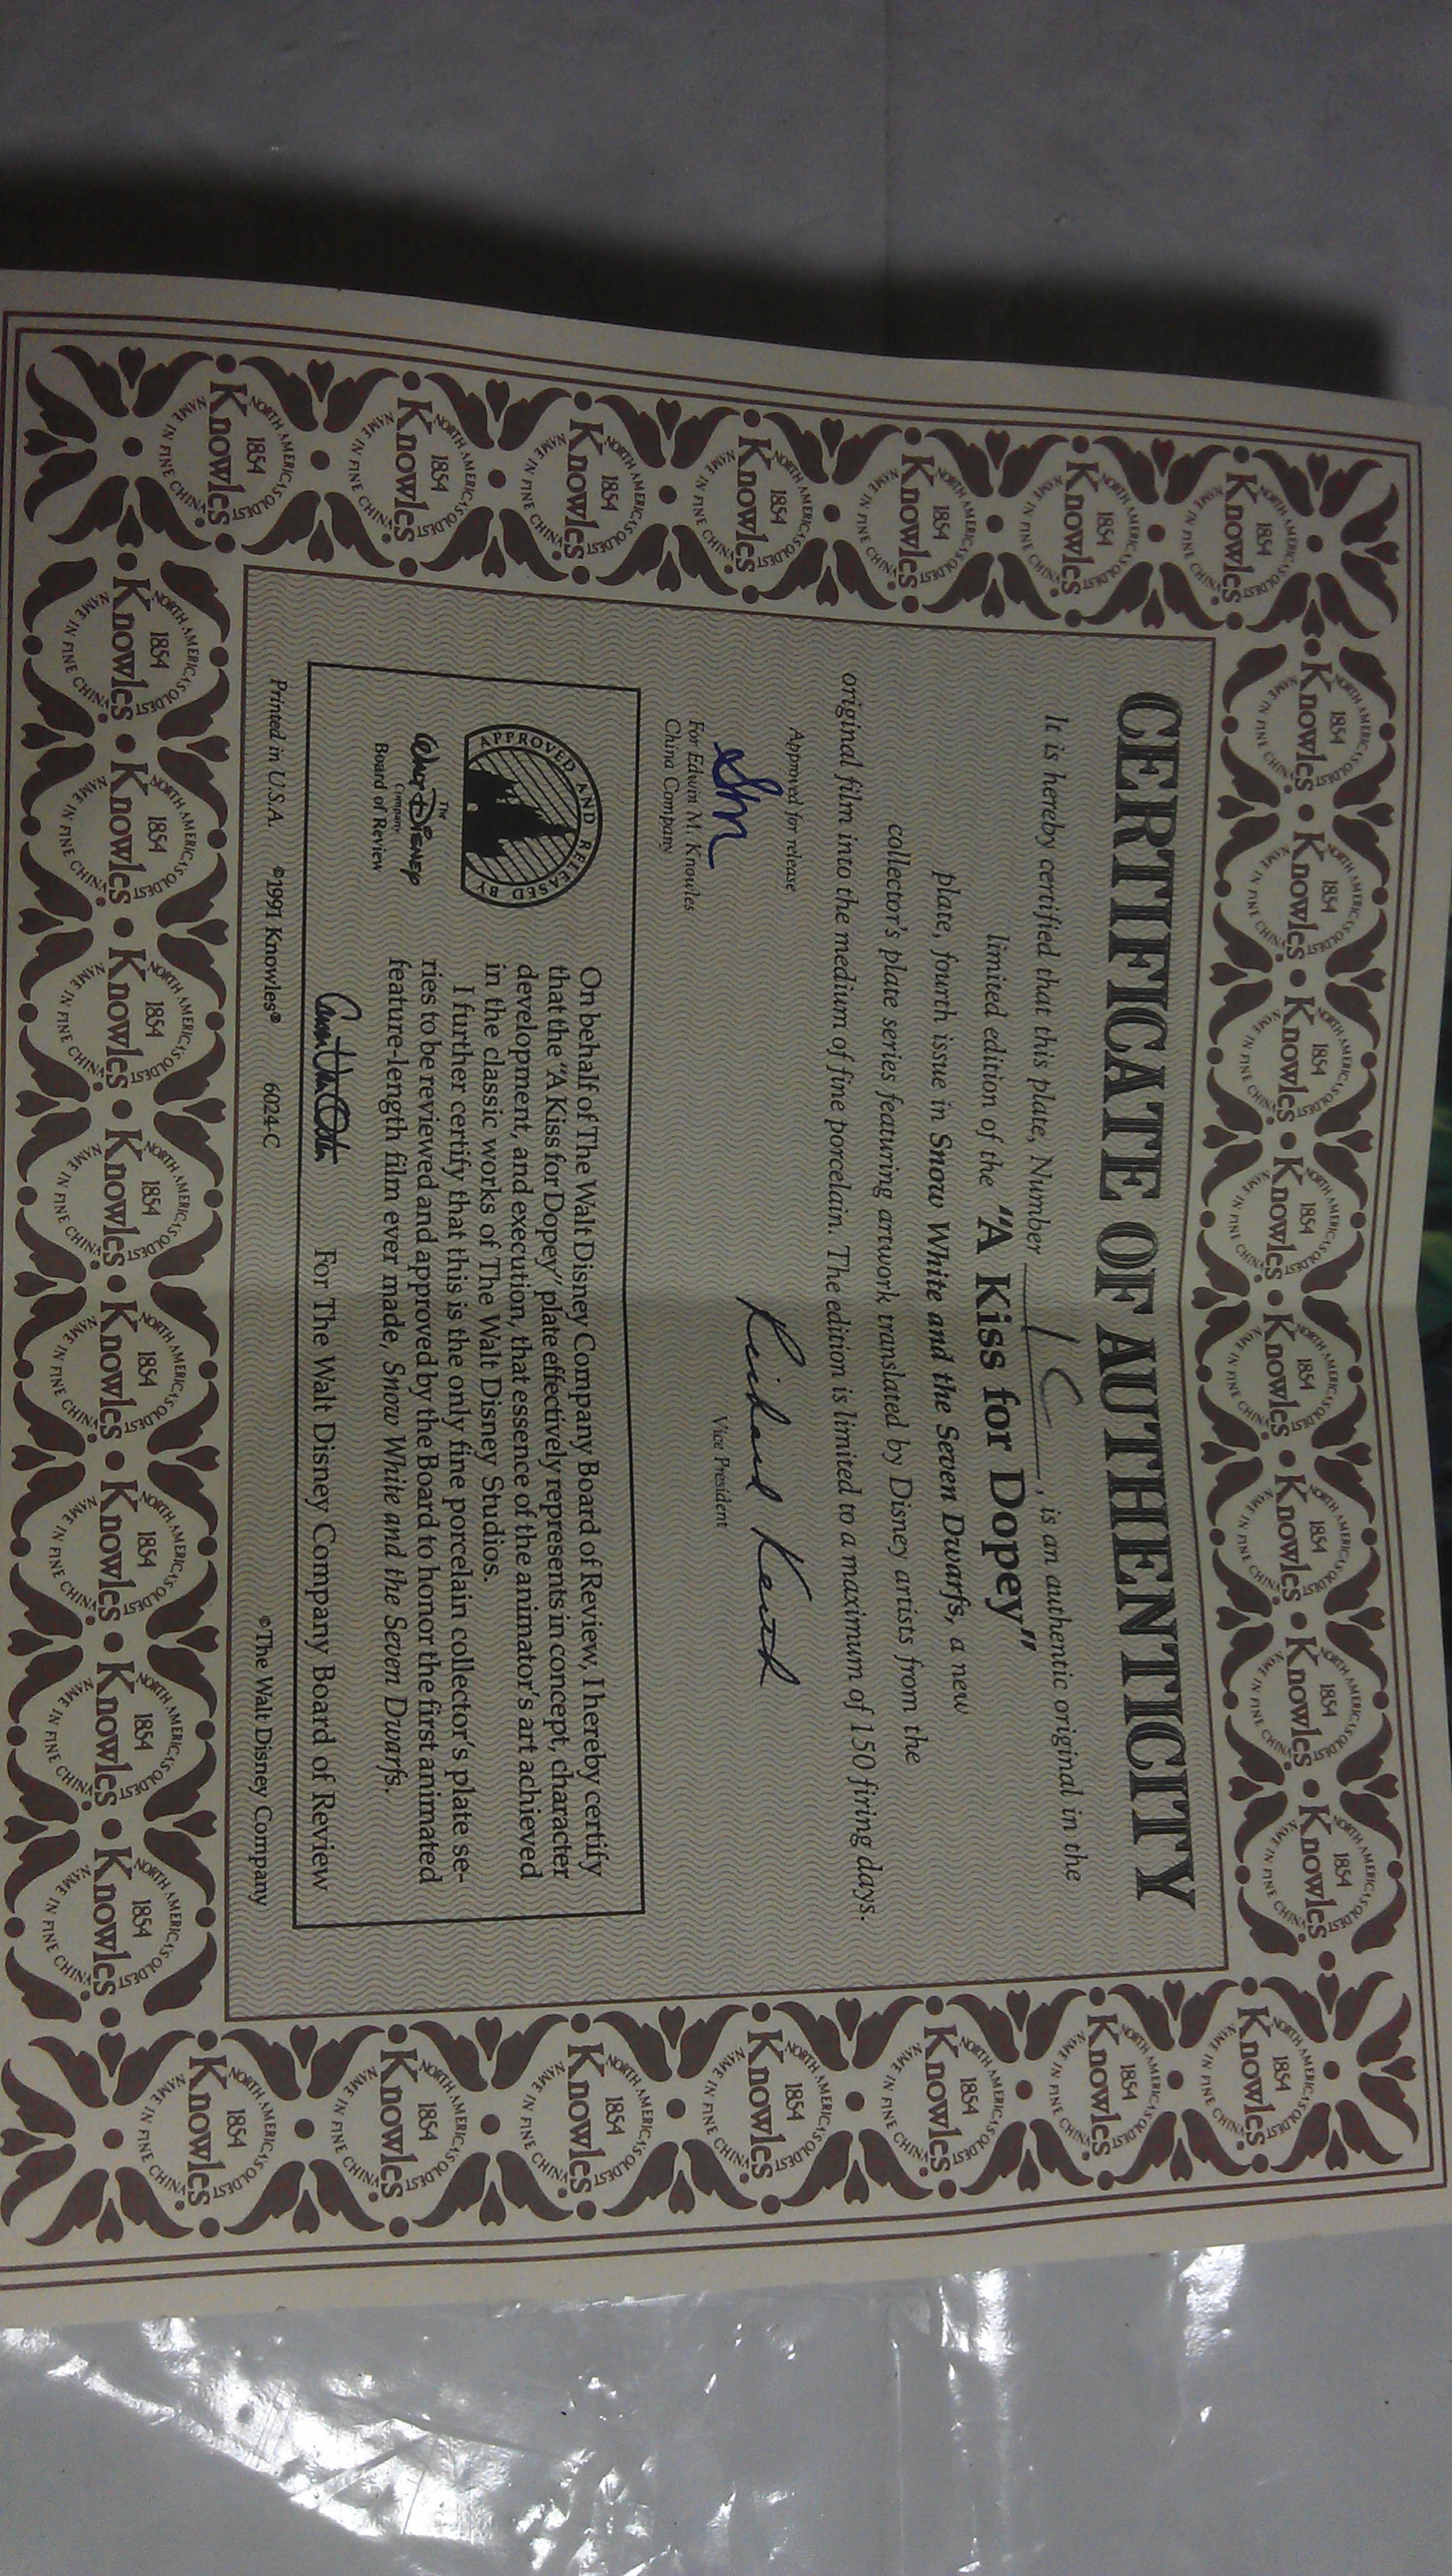 NORTH AMERICA'S OLDEST
1854
Knowles
NAME IN FINE CHINA
CERTIFICATE OF AUTHENTICITY
It is hereby certified that this plate, Number , is an authentic original in the
limited edition of the "A Kiss for Dopey"
plate, fourth issue in Snow White and the Seven Dwarfs, a new
collector's plate series featuring artwork translated by Disney artists from the
original film into the medium of fine porcelain. The edition is limited to a maximum of 150 firing days.
Approved for release
For Edwin M. Knowles
China Company
Richard Keith
Vice President
APPROVED AND RELEASED BY
The
Walt Disney
Company
Board of Review
On behalf of The Walt Disney Company Board of Review, I hereby certify
that the "A Kiss for Dopey" plate effectively represents in concept, character
development, and execution, that essence of the animator's art achieved
in the classic works of The Walt Disney Studios.
I further certify that this is the only fine porcelain collector's plate se-
ries to be reviewed and approved by the Board to honor the first animated
feature-length film ever made, Snow White and the Seven Dwarfs.
For The Walt Disney Company Board of Review
Printed in U.S.A. ©1991 Knowles® 6024-C ©The Walt Disney Company